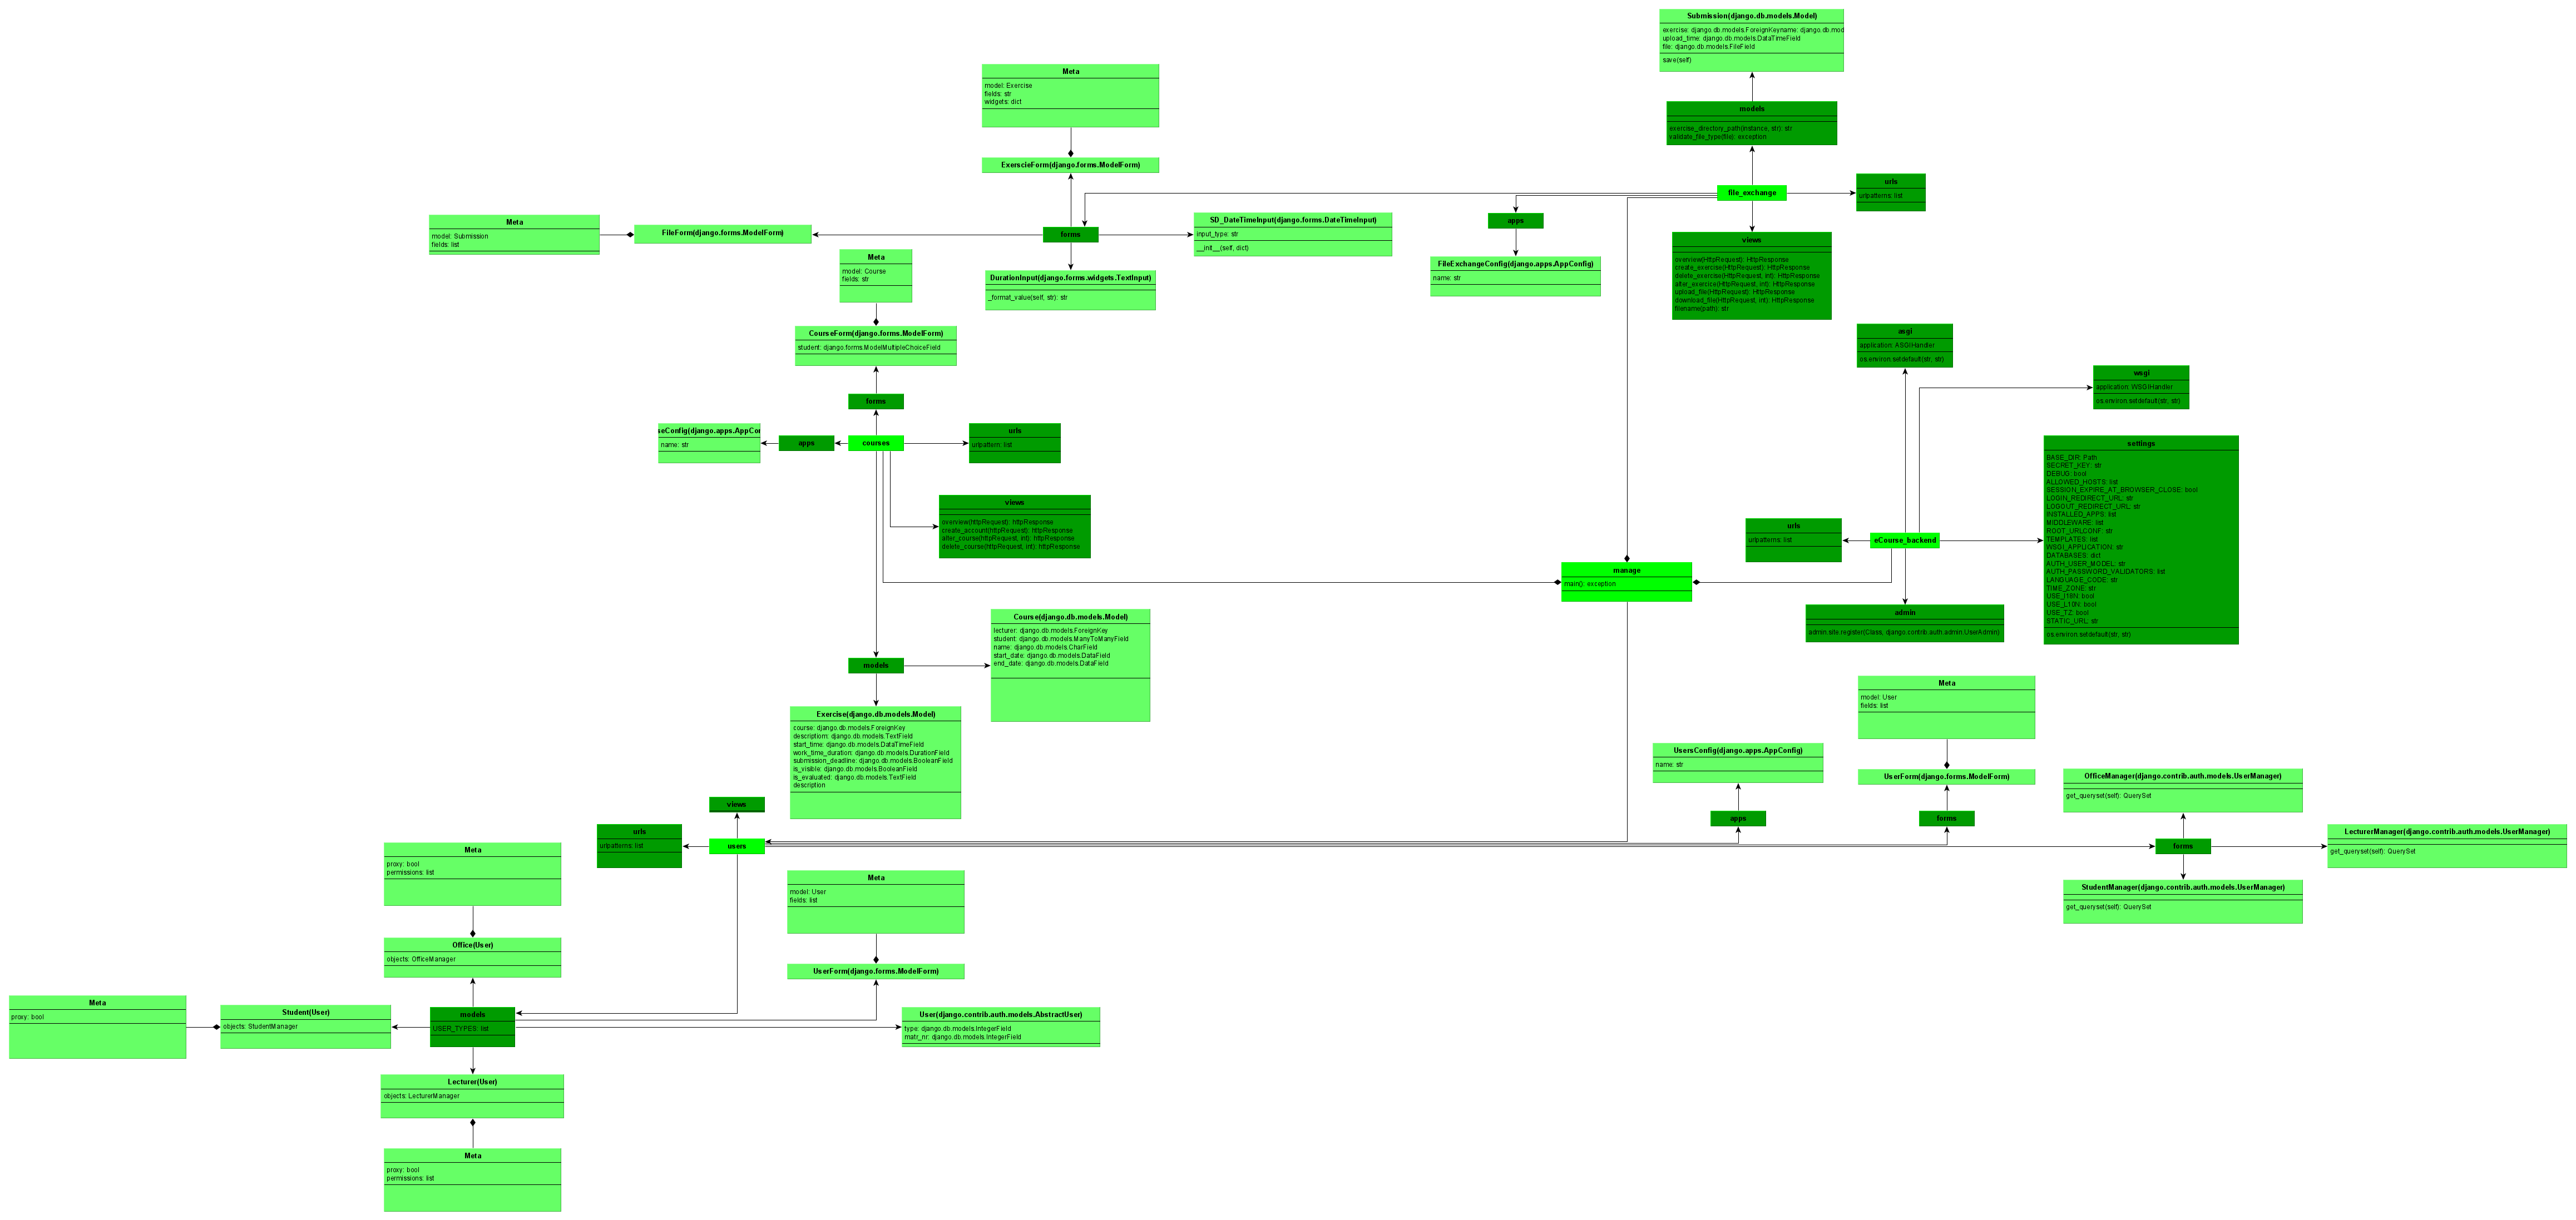 Submission(django.db.models.Model)
exercise: django.db.models.ForeignKeyname: django.db.mod
upload_time: django.db.models.DataTimeField
file: django.db.models.FileField
save(self)
Meta
model: Exercise
fields: str
widgets: dict
models
exercise_directory_path(instance, str): str
validate_file_type(file): exception
ExerscieForm(django.forms.ModelForm)
file_exchange
urls
urlpatterns: list
Meta
model: Submission
fields: list
FileForm(django.forms.ModelForm)
forms
SD_DateTimeInput(django.forms.DateTimeInput)
input_type: str
__init__(self, dict)
apps
views
overview(HttpRequest): HttpResponse
create_exercise(HttpRequest): HttpResponse
delete_exercise(HttpRequest, int): HttpResponse
alter_exercice(HttpRequest, int): HttpResponse
upload_file(HttpRequest): HttpResponse
download_file(HttpRequest, int): HttpResponse
filename(path): str
Meta
model: Course
fields: str
DurationInput(django.forms.widgets.TextInput)
_format_value(self, str): str
FileExchangeConfig(django.apps.AppConfig)
name: str
CourseForm(django.forms.ModelForm)
student: django.forms.ModelMultipleChoiceField
asgi
application: ASGIHandler
os.environ.setdefault(str, str)
wsgi
application: WSGIHandler
os.environ.setdefault(str, str)
forms
seConfig(django.apps.AppCon
name: str
apps
courses
urls
urlpattern: list
settings
BASE_DIR: Path
SECRET_KEY: str
DEBUG: bool
ALLOWED_HOSTS: list
SESSION_EXPIRE_AT_BROWSER_CLOSE: bool
LOGIN_REDIRECT_URL: str
LOGOUT_REDIRECT_URL: str
INSTALLED_APPS: list
MIDDLEWARE: list
ROOT_URLCONF: str
TEMPLATES: list
WSGI_APPLICATION: str
DATABASES: dict
AUTH_USER_MODEL: str
AUTH_PASSWORD_VALIDATORS: list
LANGUAGE_CODE: str
TIME_ZONE: str
USE_I18N: bool
USE_L10N: bool
USE_TZ: bool
STATIC_URL: str
os.environ.setdefault(str, str)
views
overview(httpRequest): httpResponse
create_account(httpRequest): httpResponse
alter_course(httpRequest, int): httpResponse
delete_course(httpRequest, int): httpResponse
urls
urlpatterns: list
eCourse_backend
manage
main(): exception
admin
admin.site.register(Class, django.contrib.auth.admin.UserAdmin)
Course(django.db.models.Model)
lecturer: django.db.models.ForeignKey
student: django.db.models.ManyToManyField
name: django.db.models.CharField
start_date: django.db.models.DataField
end_date: django.db.models.DataField
models
Exercise(django.db.models.Model)
course: django.db.models.ForeignKey
descriptiom: django.db.models.TextField
start_time: django.db.models.DataTimeField
work_time_duration: django.db.models.DurationField
submission_deadline: django.db.models.BooleanField
is_visible: django.db.models.BooleanField
is_evaluated: django.db.models.TextField
description
Meta
model: User
fields: list
UsersConfig(django.apps.AppConfig)
name: str
UserForm(django.forms.ModelForm)
OfficeManager(django.contrib.auth.models.UserManager)
get_queryset(self): QuerySet
views
apps
forms
urls
urlpatterns: list
users
forms
LecturerManager(django.contrib.auth.models.UserManager)
get_queryset(self): QuerySet
StudentManager(django.contrib.auth.models.UserManager)
get_queryset(self): QuerySet
Meta
proxy: bool
permissions: list
Meta
model: User
fields: list
Office(User)
objects: OfficeManager
UserForm(django.forms.ModelForm)
Meta
proxy: bool
Student(User)
objects: StudentManager
models
USER_TYPES: list
User(django.contrib.auth.models.AbstractUser)
type: django.db.models.IntegerField
matr_nr: django.db.models.IntegerField
Lecturer(User)
objects: LecturerManager
Meta
proxy: bool
permissions: list